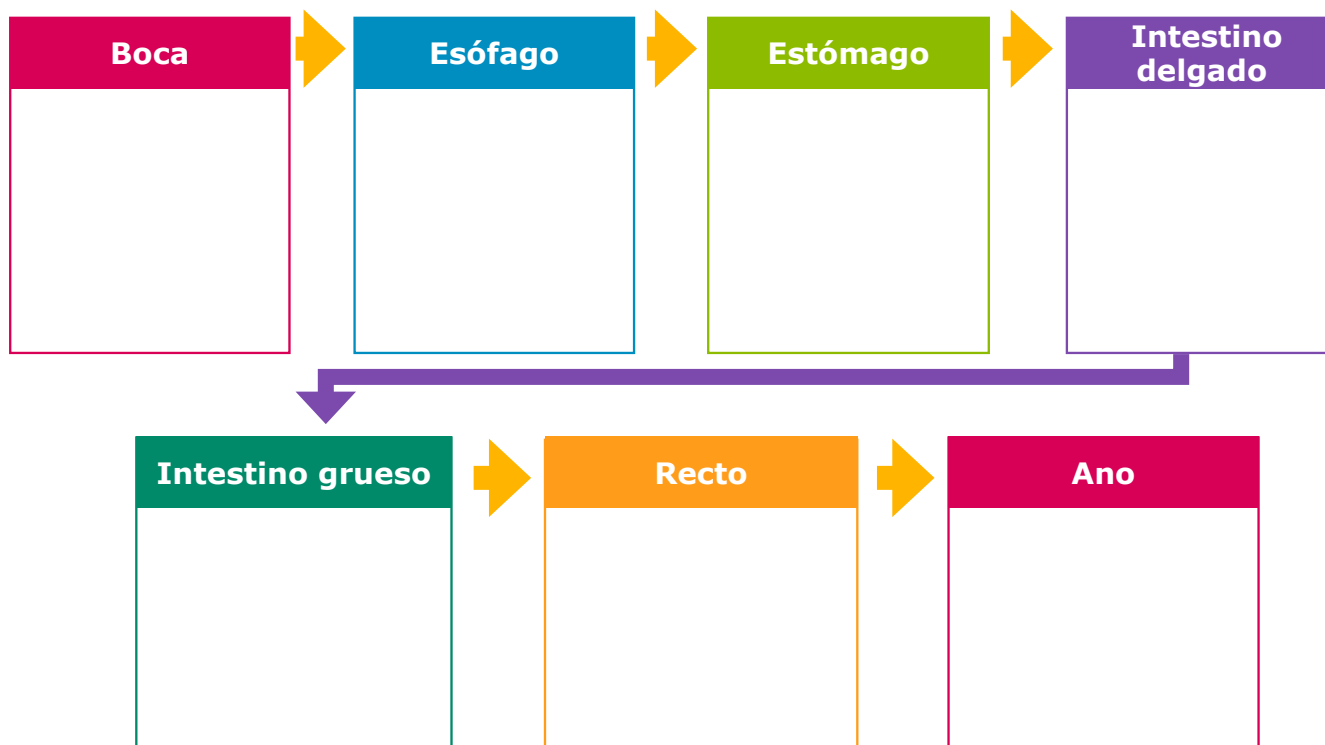 Boca
Esófago
Estómago
Intestino
delgado
Intestino grueso
Recto
Ano